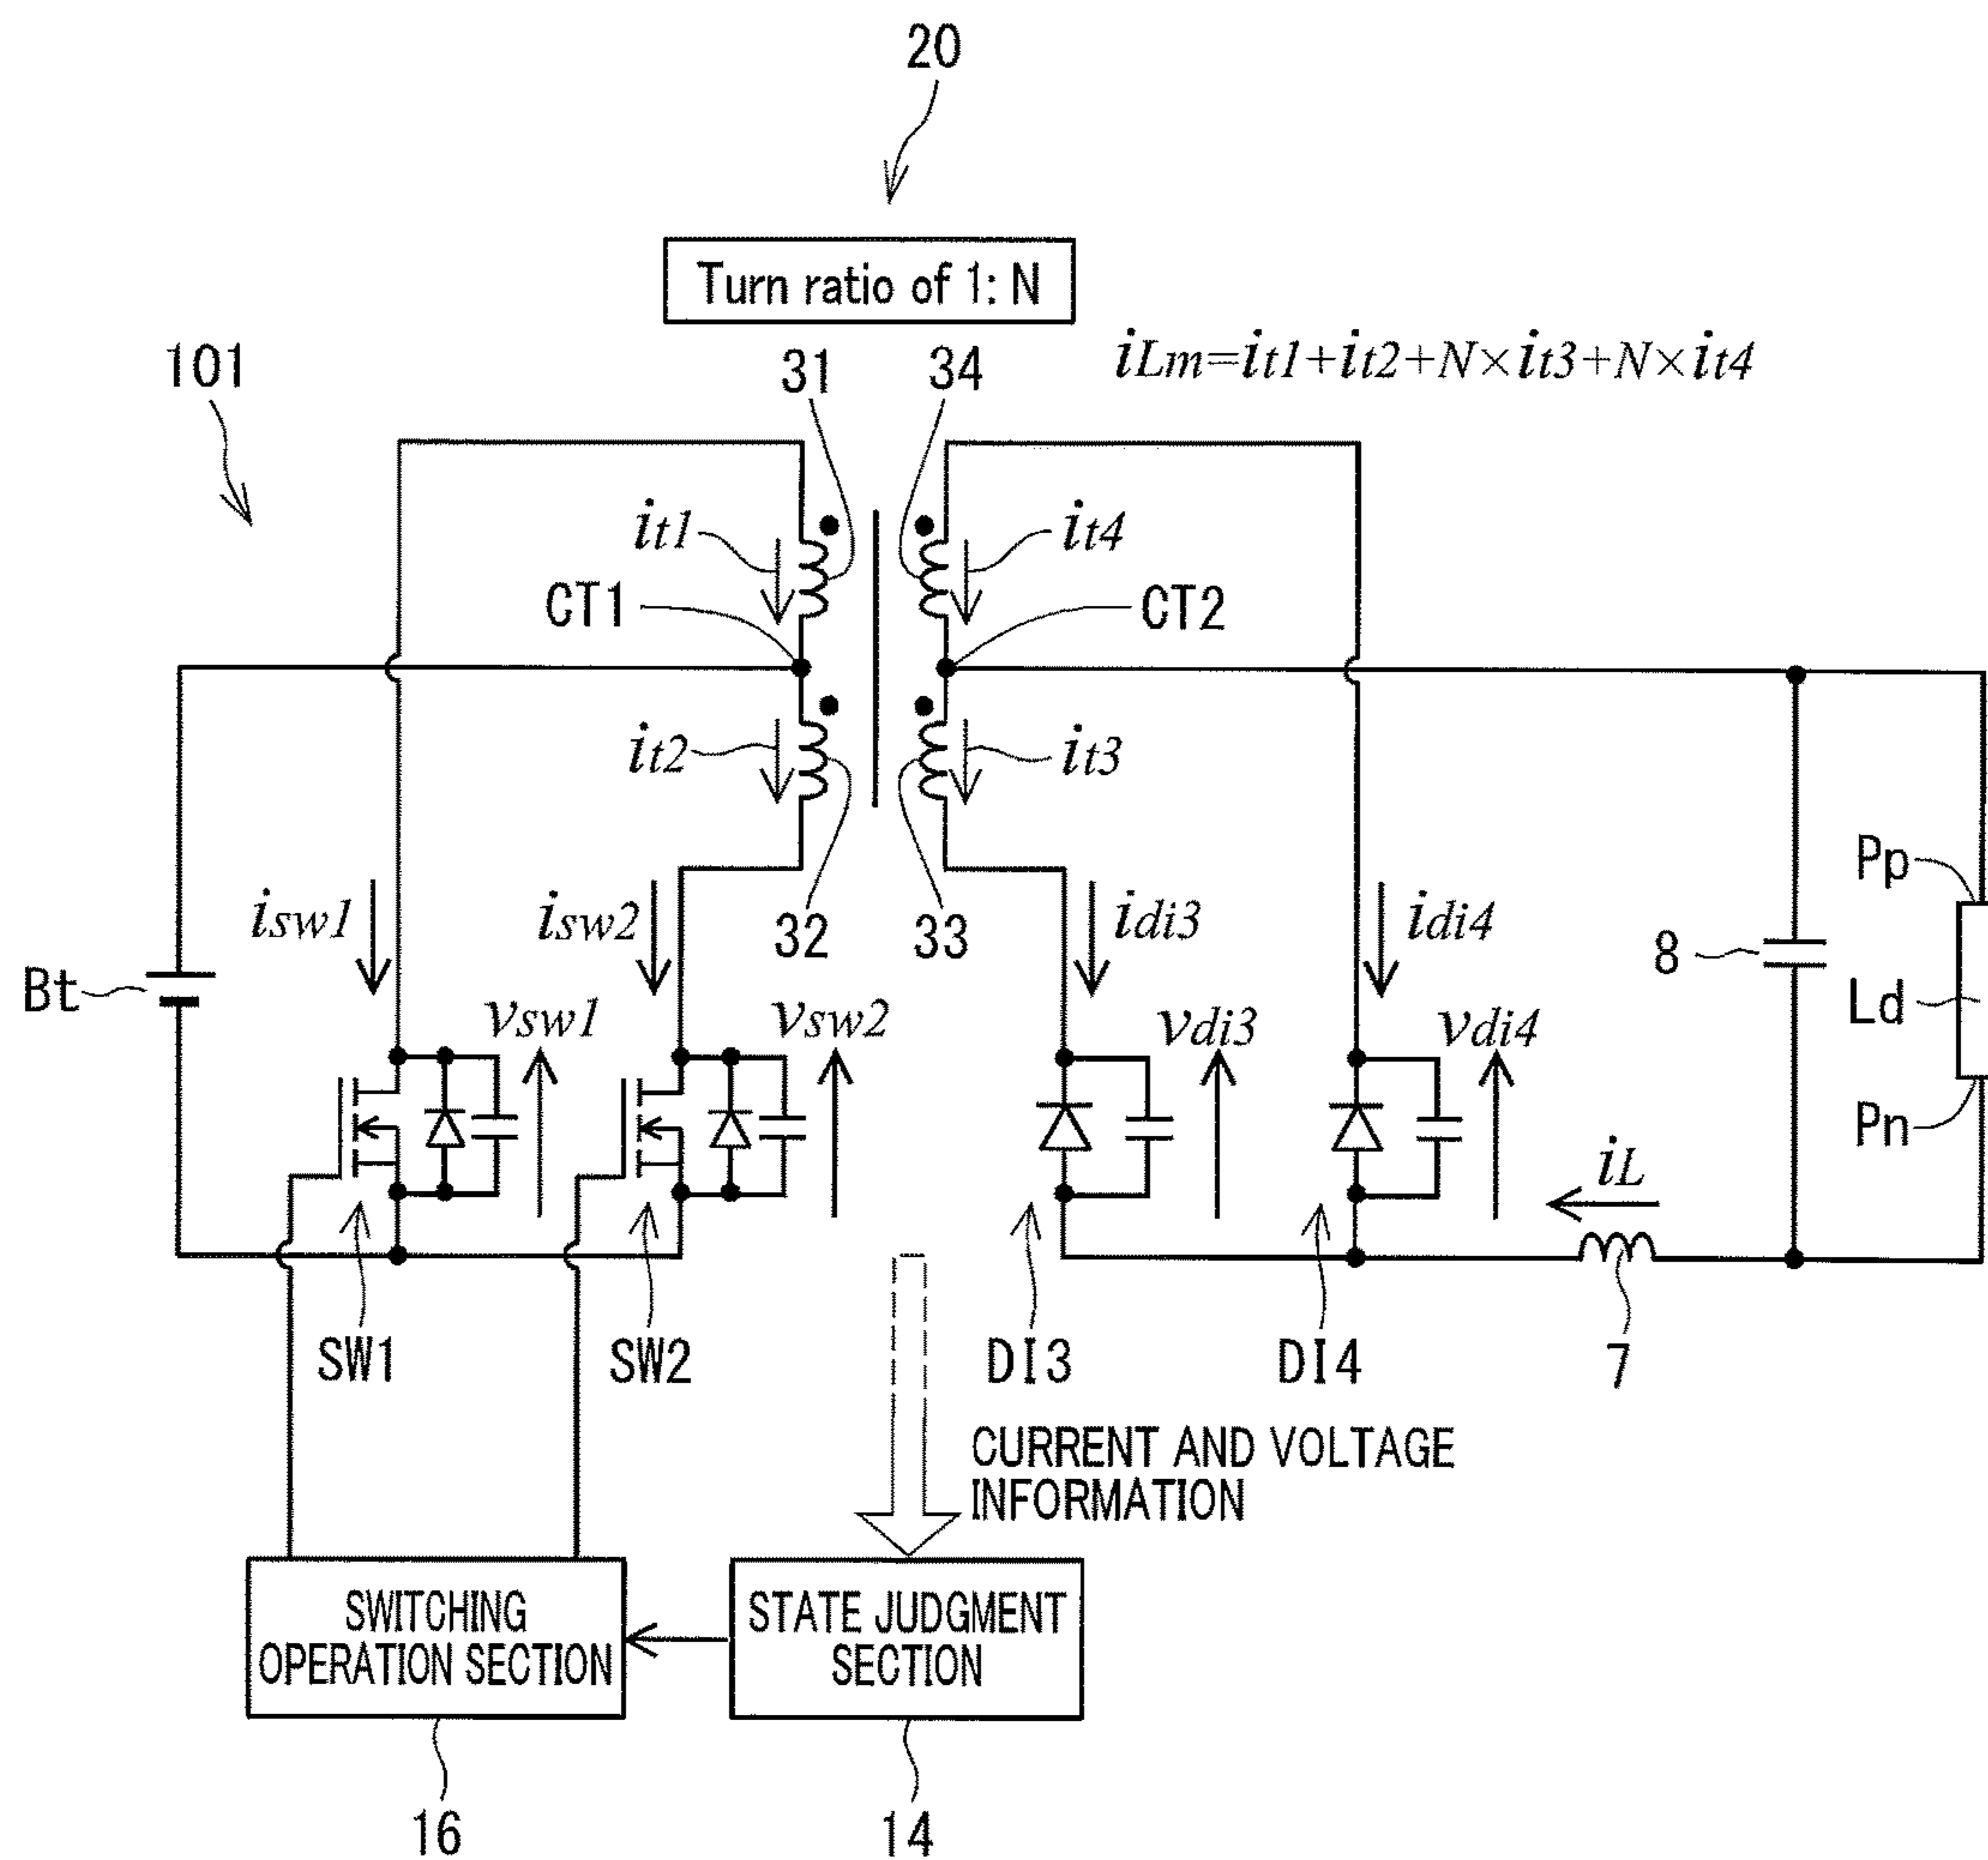 20
Turn ratio of 1: N
101
31
34
iLm=it1+it2+N×it3+N×it4
it1
it4
CT1
CT2
it2
it3
isw1
isw2
32
33
idi3
idi4
Pp
8
Bt
Ld
vsw1
vsw2
vdi3
vdi4
Pn
iL
SW1
SW2
DI3
DI4
7
CURRENT AND VOLTAGE
INFORMATION
SWITCHING
OPERATION SECTION
STATE JUDGMENT
SECTION
16
14